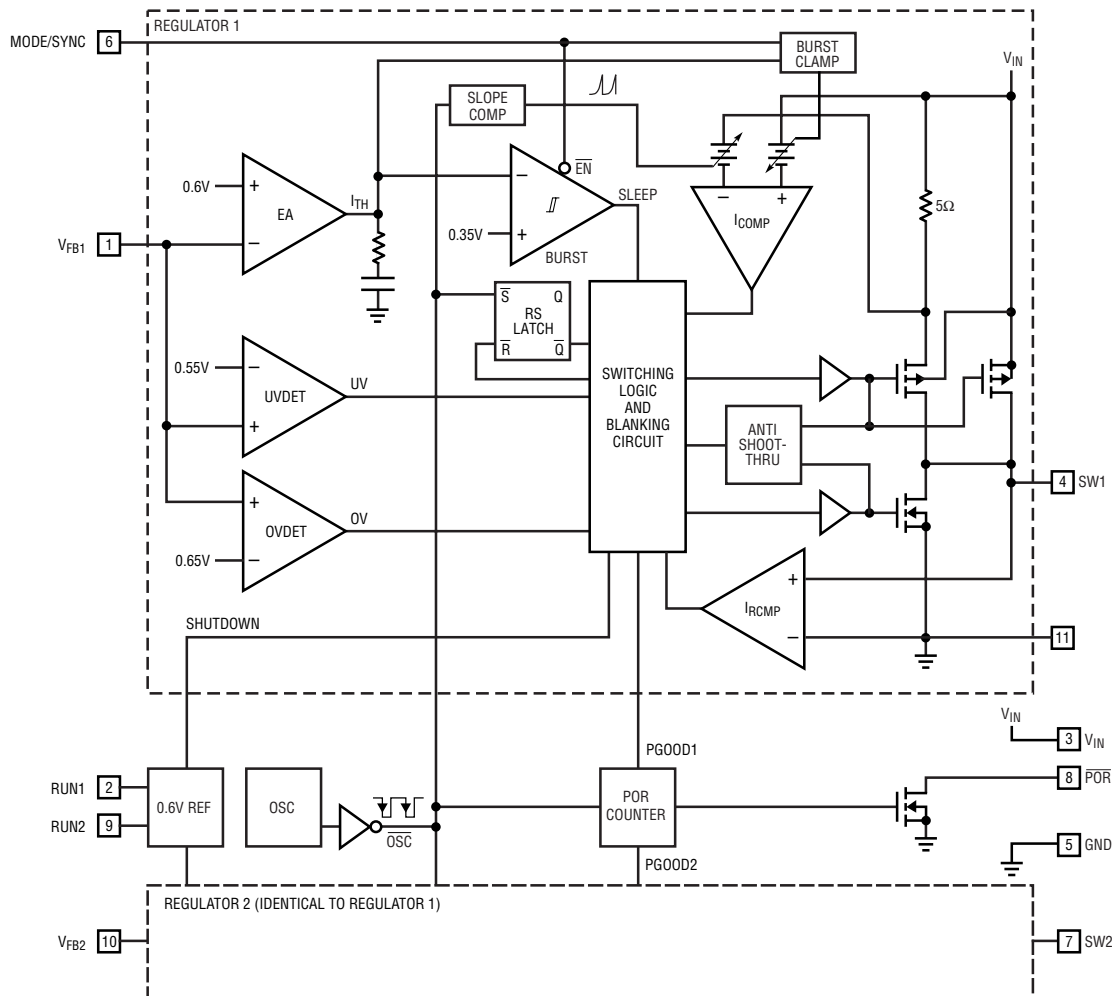 REGULATOR 1
MODE/SYNC 6
BURST
CLAMP
VIN
SLOPE
COMP
0.6V
+
EA
−
ITH
VFB1 1
EN
−
SLEEP
0.35V
+
BURST
−
+
ICOMP
5Ω
S
Q
RS
LATCH
R
Q
0.55V
−
UVDET
+
UV
SWITCHING
LOGIC
AND
BLANKING
CIRCUIT
ANTI
SHOOT-
THRU
4 SW1
+
OVDET
−
0.65V
OV
+
IRCMP
−
SHUTDOWN
11
VIN
3 VIN
PGOOD1
RUN1 2
RUN2 9
0.6V REF
OSC
OSC
POR
COUNTER
8 POR
5 GND
PGOOD2
REGULATOR 2 (IDENTICAL TO REGULATOR 1)
VFB2 10
7 SW2